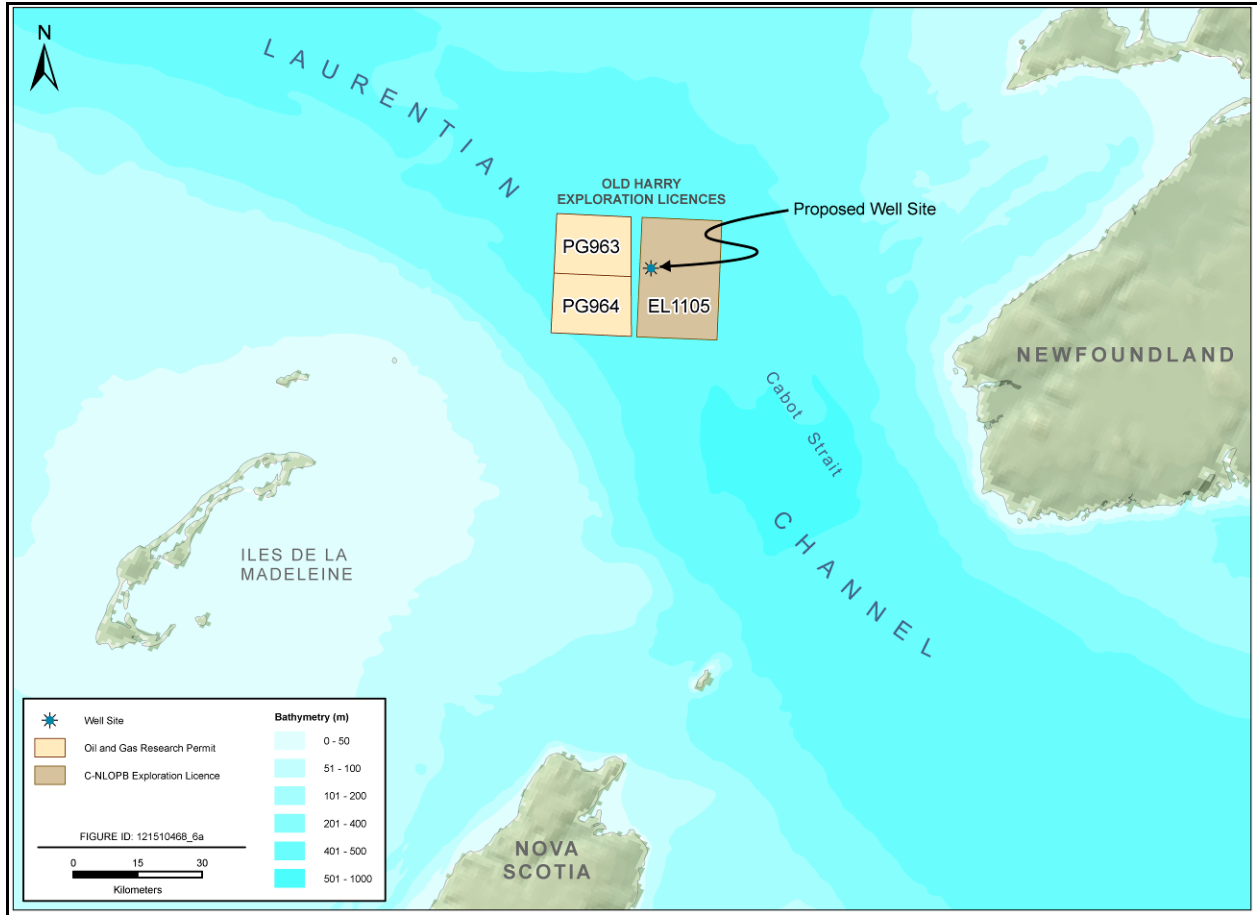 N
LAURENTIAN
OLD HARRY
EXPLORATION LICENCES
Proposed Well Site
PG963
PG964
EL1105
NEWFOUNDLAND
Cabot Strait
CHANNEL
ILES DE LA
MADELEINE
NOVA
SCOTIA
Well Site
Oil and Gas Research Permit
C-NLOPB Exploration Licence
FIGURE ID: 121510468_6a
0 15 30
Kilometers
Bathymetry (m)
0 - 50
51 - 100
101 - 200
201 - 400
401 - 500
501 - 1000